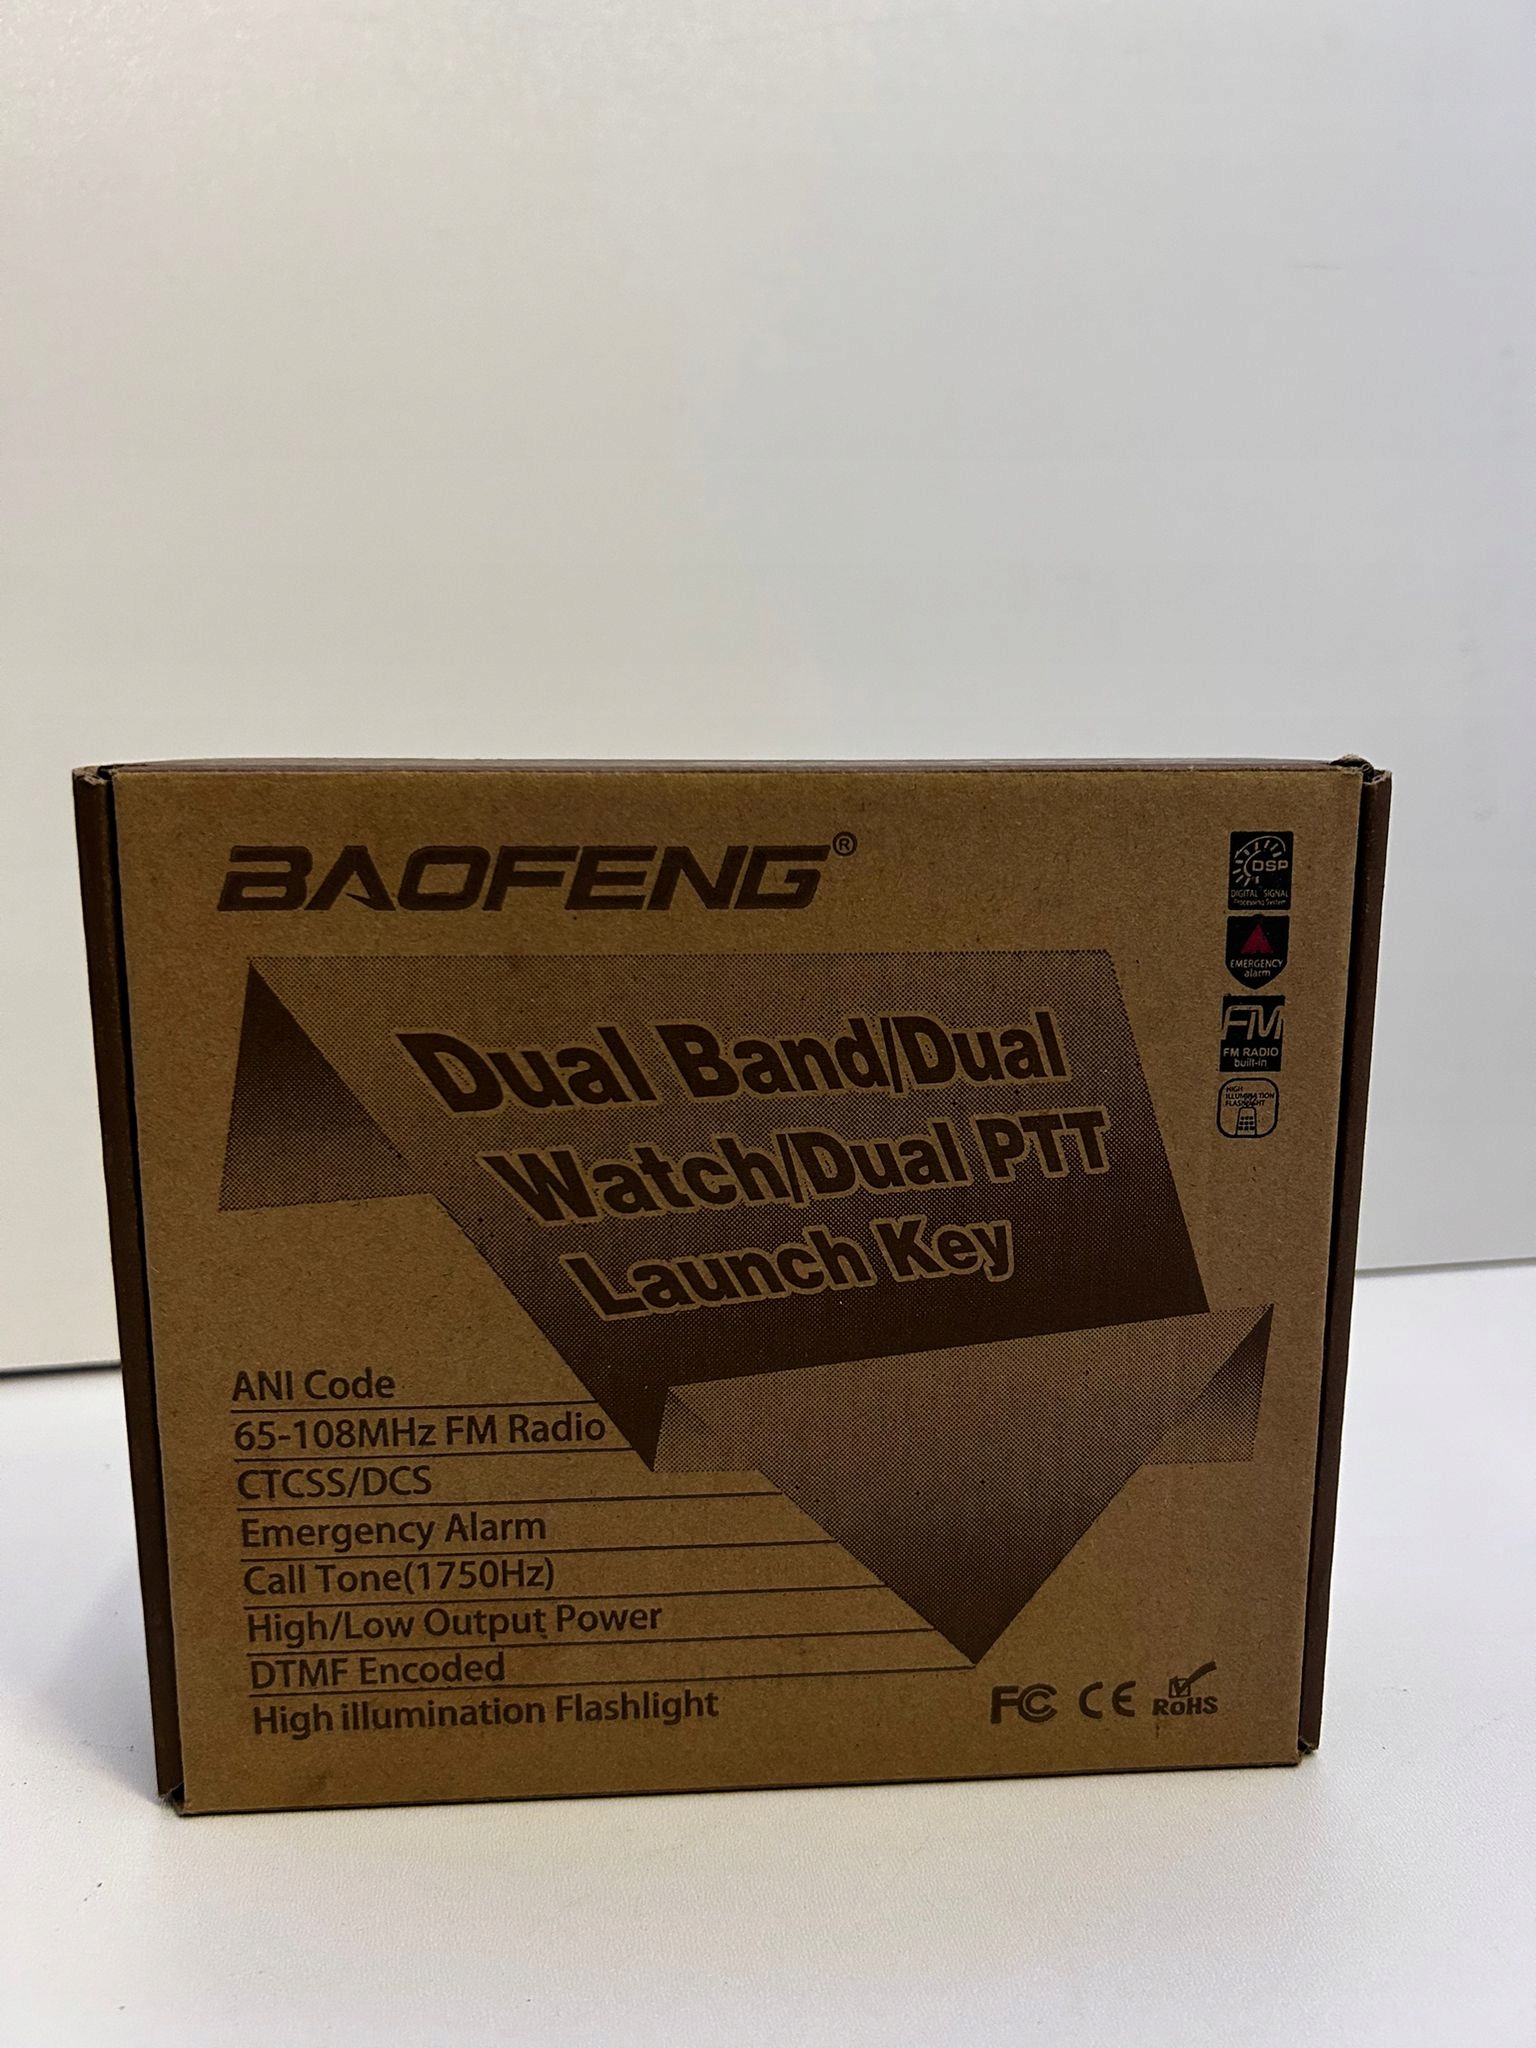 BAOFENG®
DSP
DIGITAL SIGNAL
Processing System
EMERGENCY
alarm
FM
FM RADIO
built-in
HIGH
ILLUMINATION
FLASHLIGHT
Dual Band/Dual
Watch/Dual PTT
Launch Key
ANI Code
65-108MHz FM Radio
CTCSS/DCS
Emergency Alarm
Call Tone(1750Hz)
High/Low Output Power
DTMF Encoded
High illumination Flashlight
FC CE RoHS